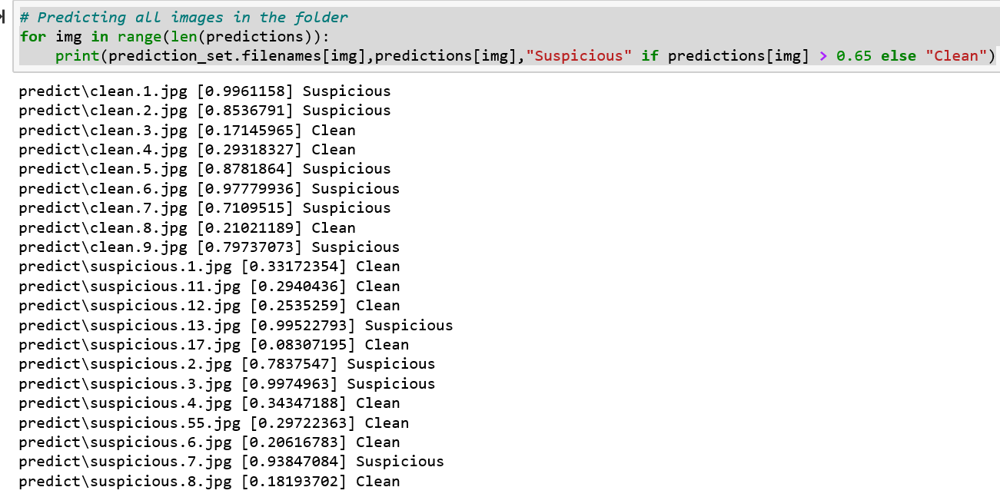 # Predicting all images in the folder
for img in range(len(predictions)):
    print(prediction_set.filenames[img],predictions[img],"Suspicious" if predictions[img] > 0.65 else "Clean")
predict\clean.1.jpg [0.9961158] Suspicious
predict\clean.2.jpg [0.8536791] Suspicious
predict\clean.3.jpg [0.17145965] Clean
predict\clean.4.jpg [0.29318327] Clean
predict\clean.5.jpg [0.8781864] Suspicious
predict\clean.6.jpg [0.97779936] Suspicious
predict\clean.7.jpg [0.7109515] Suspicious
predict\clean.8.jpg [0.21021189] Clean
predict\clean.9.jpg [0.79737073] Suspicious
predict\suspicious.1.jpg [0.33172354] Clean
predict\suspicious.11.jpg [0.2940436] Clean
predict\suspicious.12.jpg [0.2535259] Clean
predict\suspicious.13.jpg [0.99522793] Suspicious
predict\suspicious.17.jpg [0.08307195] Clean
predict\suspicious.2.jpg [0.7837547] Suspicious
predict\suspicious.3.jpg [0.9974963] Suspicious
predict\suspicious.4.jpg [0.34347188] Clean
predict\suspicious.55.jpg [0.29722363] Clean
predict\suspicious.6.jpg [0.20616783] Clean
predict\suspicious.7.jpg [0.93847084] Suspicious
predict\suspicious.8.jpg [0.18193702] Clean